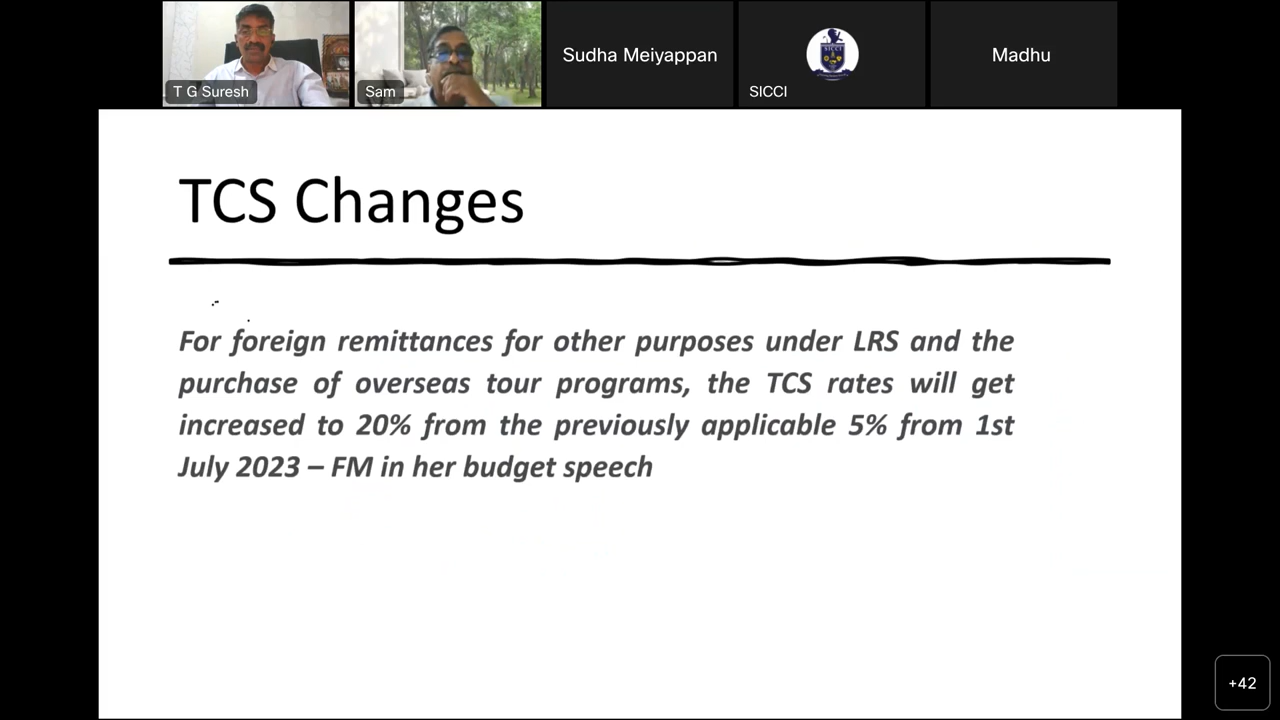 T G Suresh
Sam
Sudha Meiyappan
SICCI
SICCI
Madhu
TCS Changes
For foreign remittances for other purposes under LRS and the
purchase of overseas tour programs, the TCS rates will get
increased to 20% from the previously applicable 5% from 1st
July 2023 – FM in her budget speech
+42